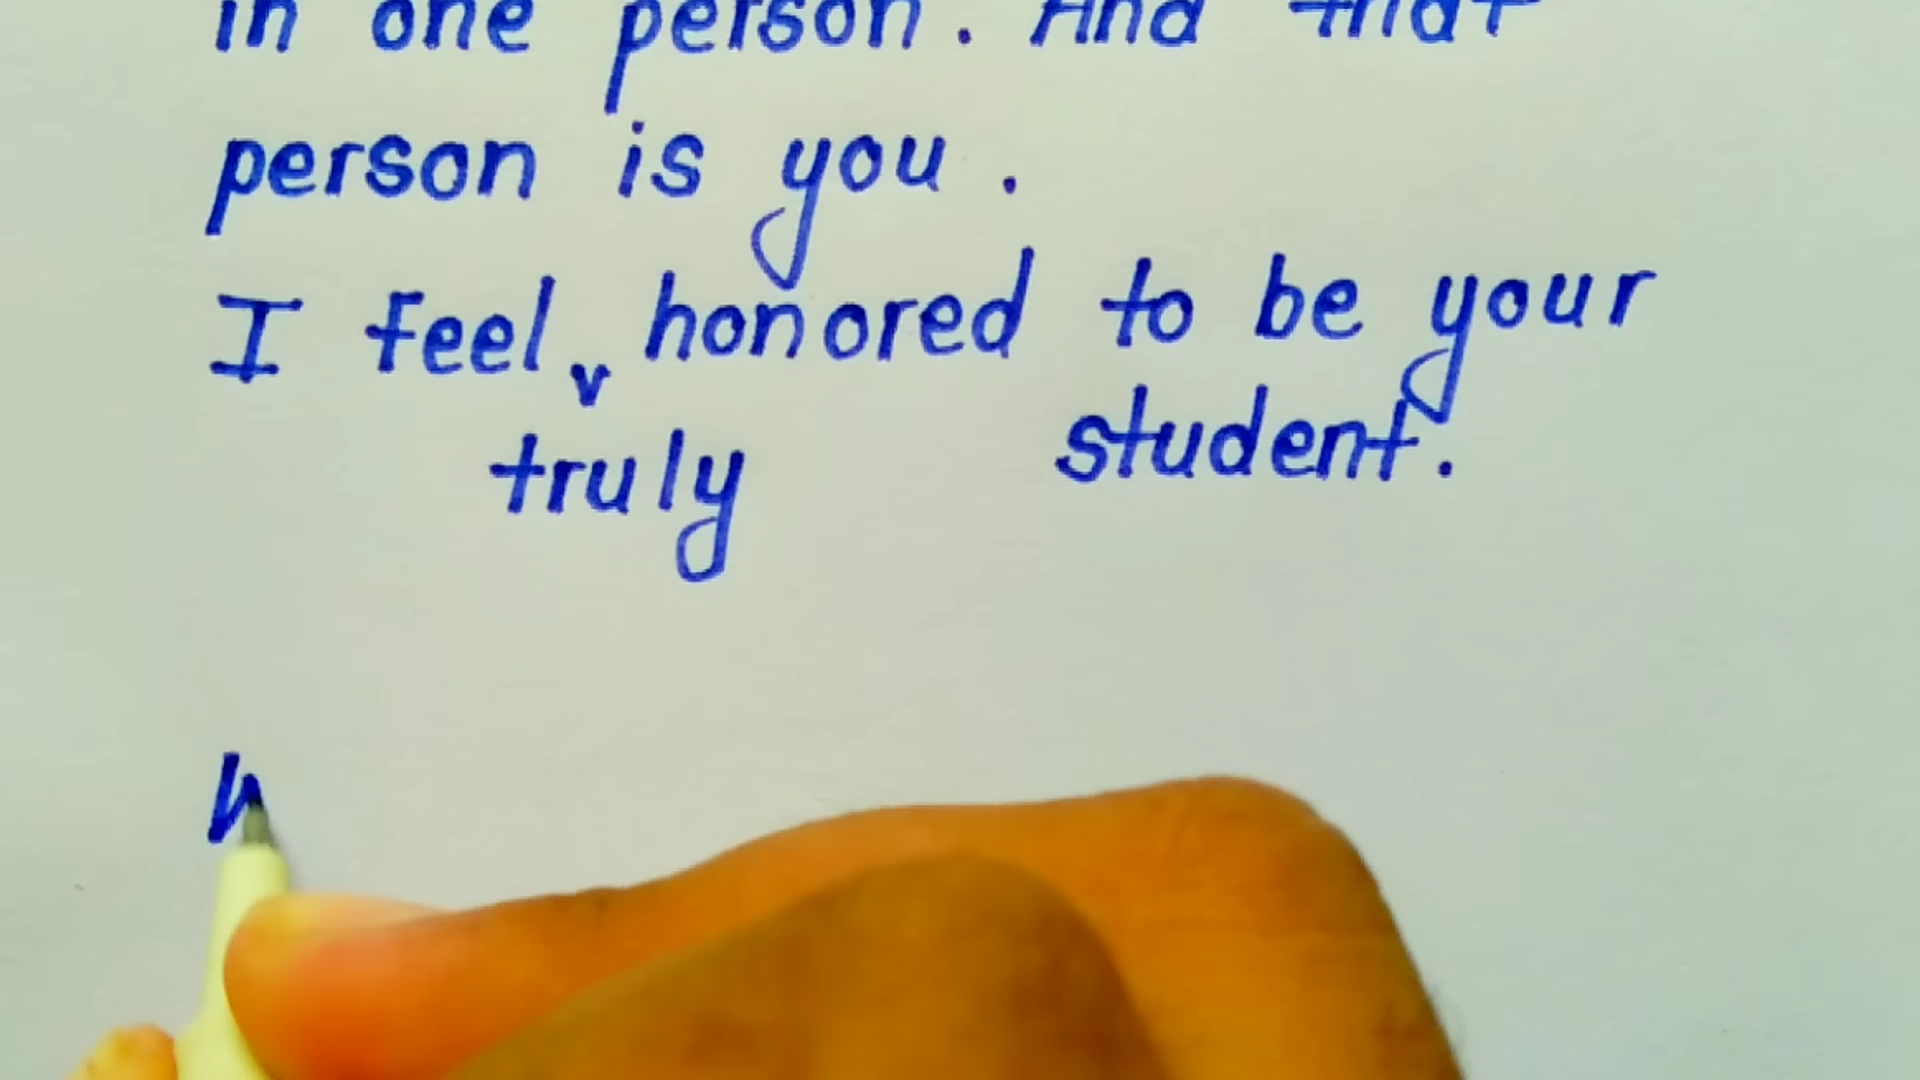 in one person. And that
person is you.
I feel ˬ honored to be your
truly student.